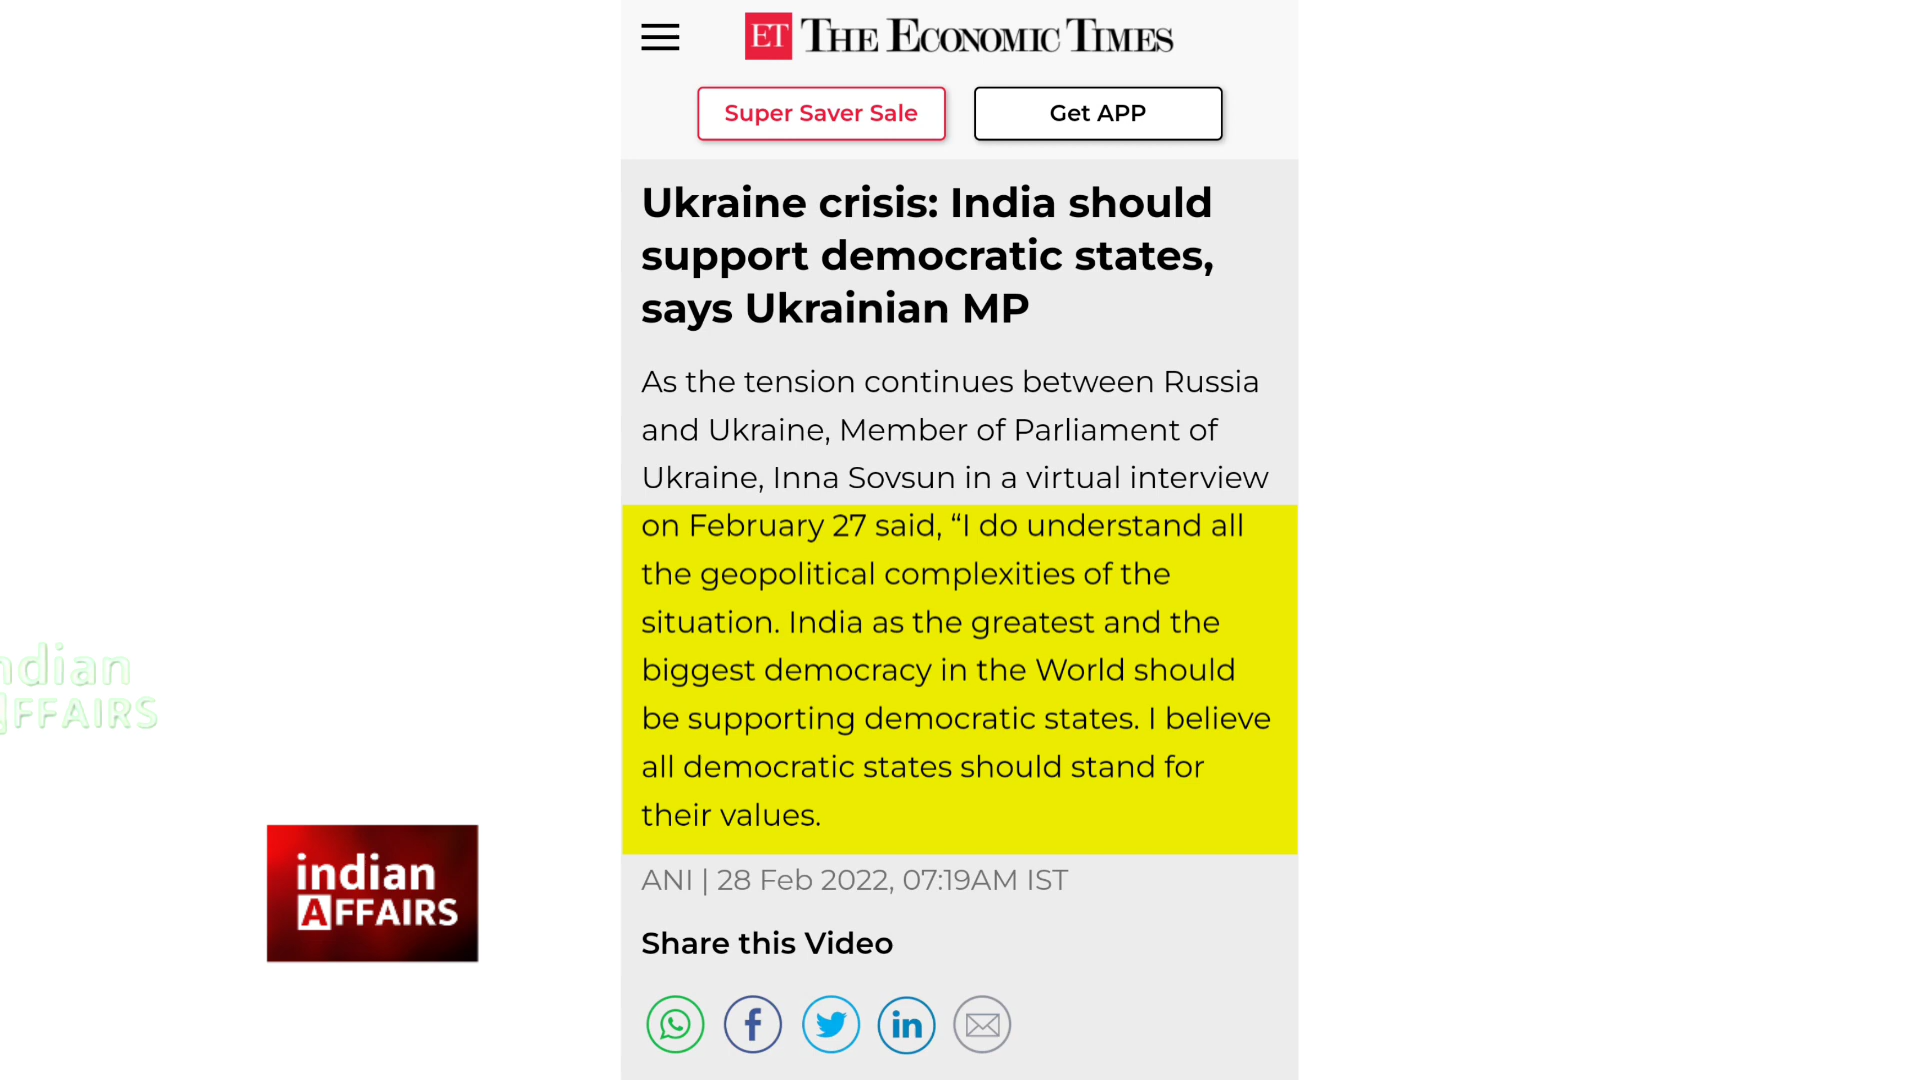 ET THE ECONOMIC TIMES
Super Saver Sale
Get APP
Ukraine crisis: India should
support democratic states,
says Ukrainian MP
As the tension continues between Russia
and Ukraine, Member of Parliament of
Ukraine, Inna Sovsun in a virtual interview
on February 27 said, “I do understand all
the geopolitical complexities of the
situation. India as the greatest and the
biggest democracy in the World should
be supporting democratic states. I believe
all democratic states should stand for
their values.
ANI | 28 Feb 2022, 07:19AM IST
Share this Video
ndian
FFAIRS
indian
AFFAIRS